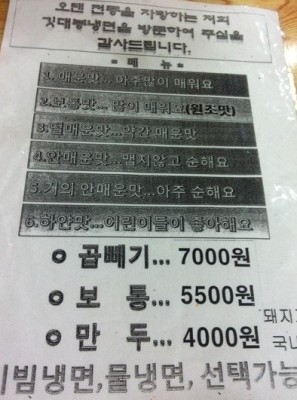 오랜 전통을 자랑하는 저희
깃대봉냉면을 방문하여 주심을
감사드립니다.
* 메 뉴 *
1. 매운맛... 아주많이 매워요
2. 보통맛... 많이 매워요(원조맛)
3. 덜매운맛...약간 매운맛
4. 안매운맛...맵지않고 순해요
5. 거의 안매운맛...아주 순해요
6. 하얀맛...어린이들이 좋아해요
곱빼기... 7000원
보 통... 5500원
만 두... 4000원
돼지
국내
비빔냉면,물냉면, 선택가능